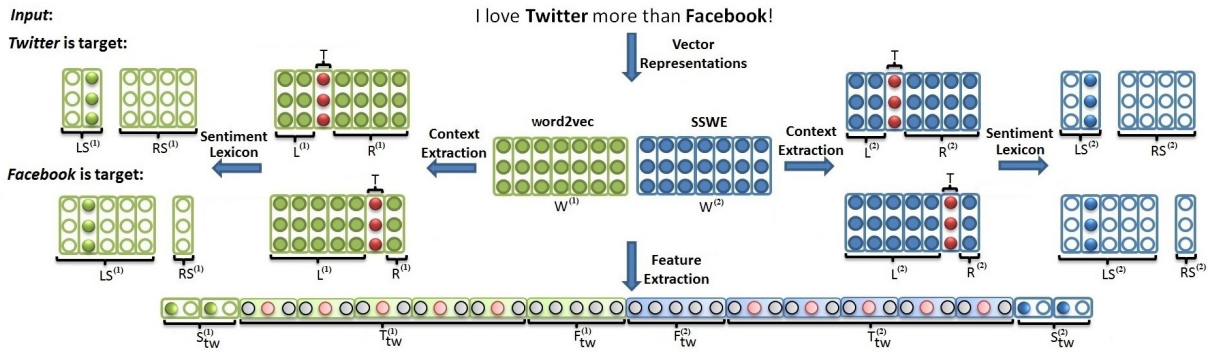 Input:
I love Twitter more than Facebook!
Twitter is target:
Vector
Representations
T
T
word2vec
SSWE
LS(1)
RS(1)
Sentiment
Lexicon
L(1)
R(1)
Context
Extraction
Context
Extraction
L(2)
R(2)
Sentiment
Lexicon
LS(2)
RS(2)
Facebook is target:
T
T
W(1)
W(2)
LS(1)
RS(1)
L(1)
R(1)
Feature
Extraction
L(2)
R(2)
LS(2)
RS(2)
S(1)tw
T(1)tw
F(1)tw
F(2)tw
T(2)tw
S(2)tw